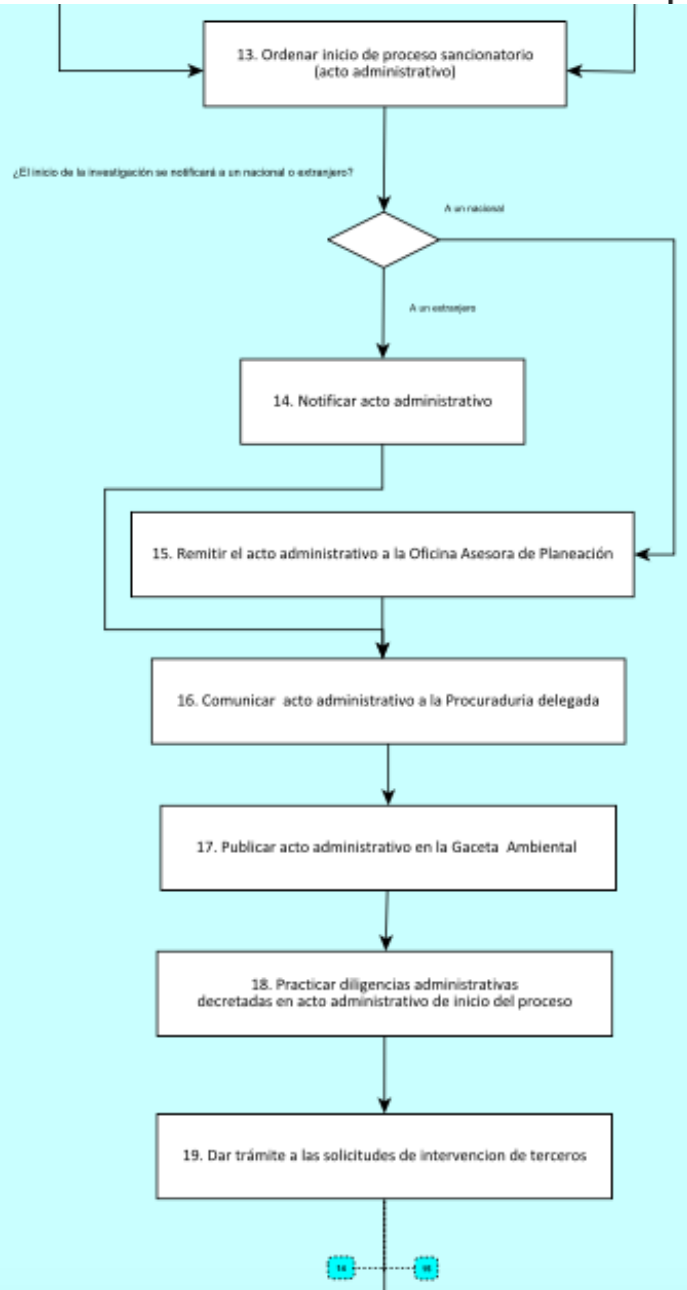 13. Ordenar inicio de proceso sancionatorio
(acto administrativo)
¿El inicio de la investigación se notificará a un nacional o extranjero?
A un nacional
A un extranjero
14. Notificar acto administrativo
15. Remitir el acto administrativo a la Oficina Asesora de Planeación
16. Comunicar acto administrativo a la Procuraduria delegada
17. Publicar acto administrativo en la Gaceta Ambiental
18. Practicar diligencias administrativas
decretadas en acto administrativo de inicio del proceso
19. Dar trámite a las solicitudes de intervencion de terceros